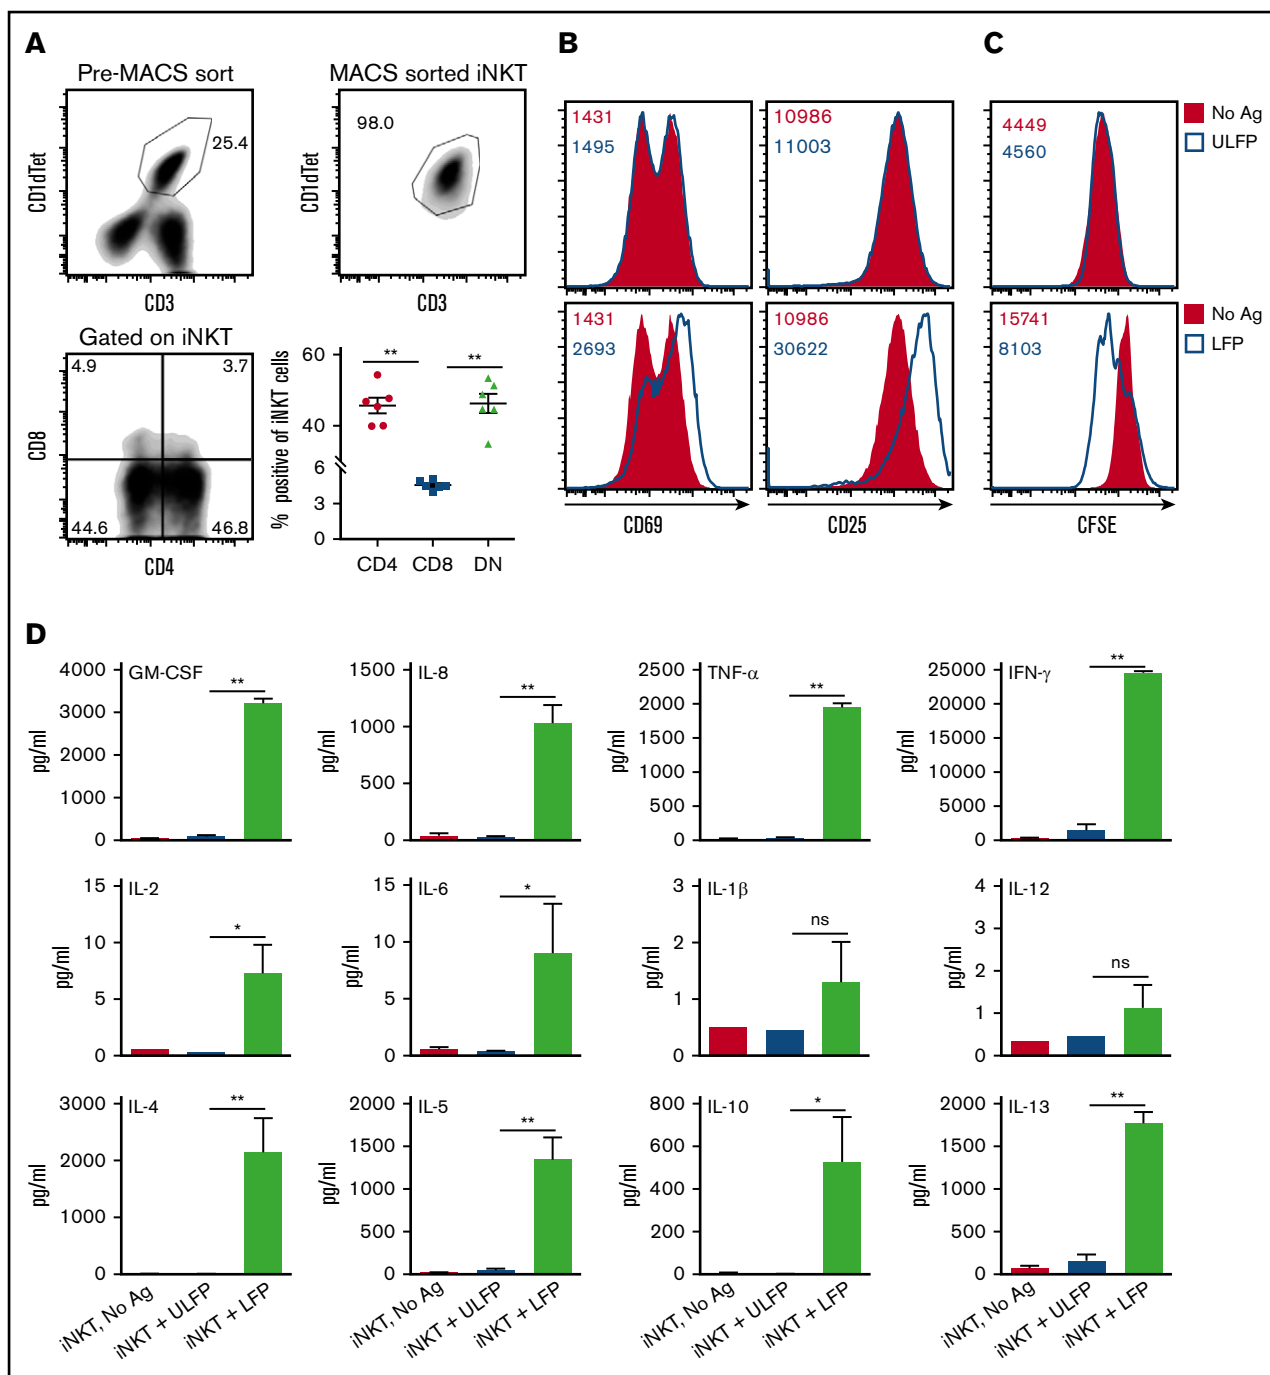 A
Pre-MACS sort
25.4
CD1dTet
CD3
MACS sorted iNKT
98.0
CD1dTet
CD3
Gated on iNKT
4.9
3.7
44.6
46.8
CD8
CD4
% positive of iNKT cells
60
40
6
3
0
**
**
CD4
CD8
DN
B
1431
1495
10986
11003
1431
2693
10986
30622
CD69
CD25
C
4449
4560
No Ag
ULFP
15741
8103
No Ag
LFP
CFSE
D
GM-CSF
pg/ml
4000
3000
2000
1000
0
**
IL-8
pg/ml
1500
1000
500
0
**
TNF-α
pg/ml
2500
2000
1500
1000
500
0
**
IFN-γ
pg/ml
25000
20000
15000
10000
5000
0
**
IL-2
pg/ml
15
10
5
0
*
IL-6
pg/ml
15
10
5
0
*
IL-1β
pg/ml
3
2
1
0
ns
IL-12
pg/ml
4
3
2
1
0
ns
IL-4
pg/ml
3000
2000
1000
0
**
iNKT, No Ag
iNKT + ULFP
iNKT + LFP
IL-5
pg/ml
2000
1500
1000
500
0
**
iNKT, No Ag
iNKT + ULFP
iNKT + LFP
IL-10
pg/ml
800
600
400
200
0
*
iNKT, No Ag
iNKT + ULFP
iNKT + LFP
IL-13
pg/ml
2000
1500
1000
500
0
**
iNKT, No Ag
iNKT + ULFP
iNKT + LFP